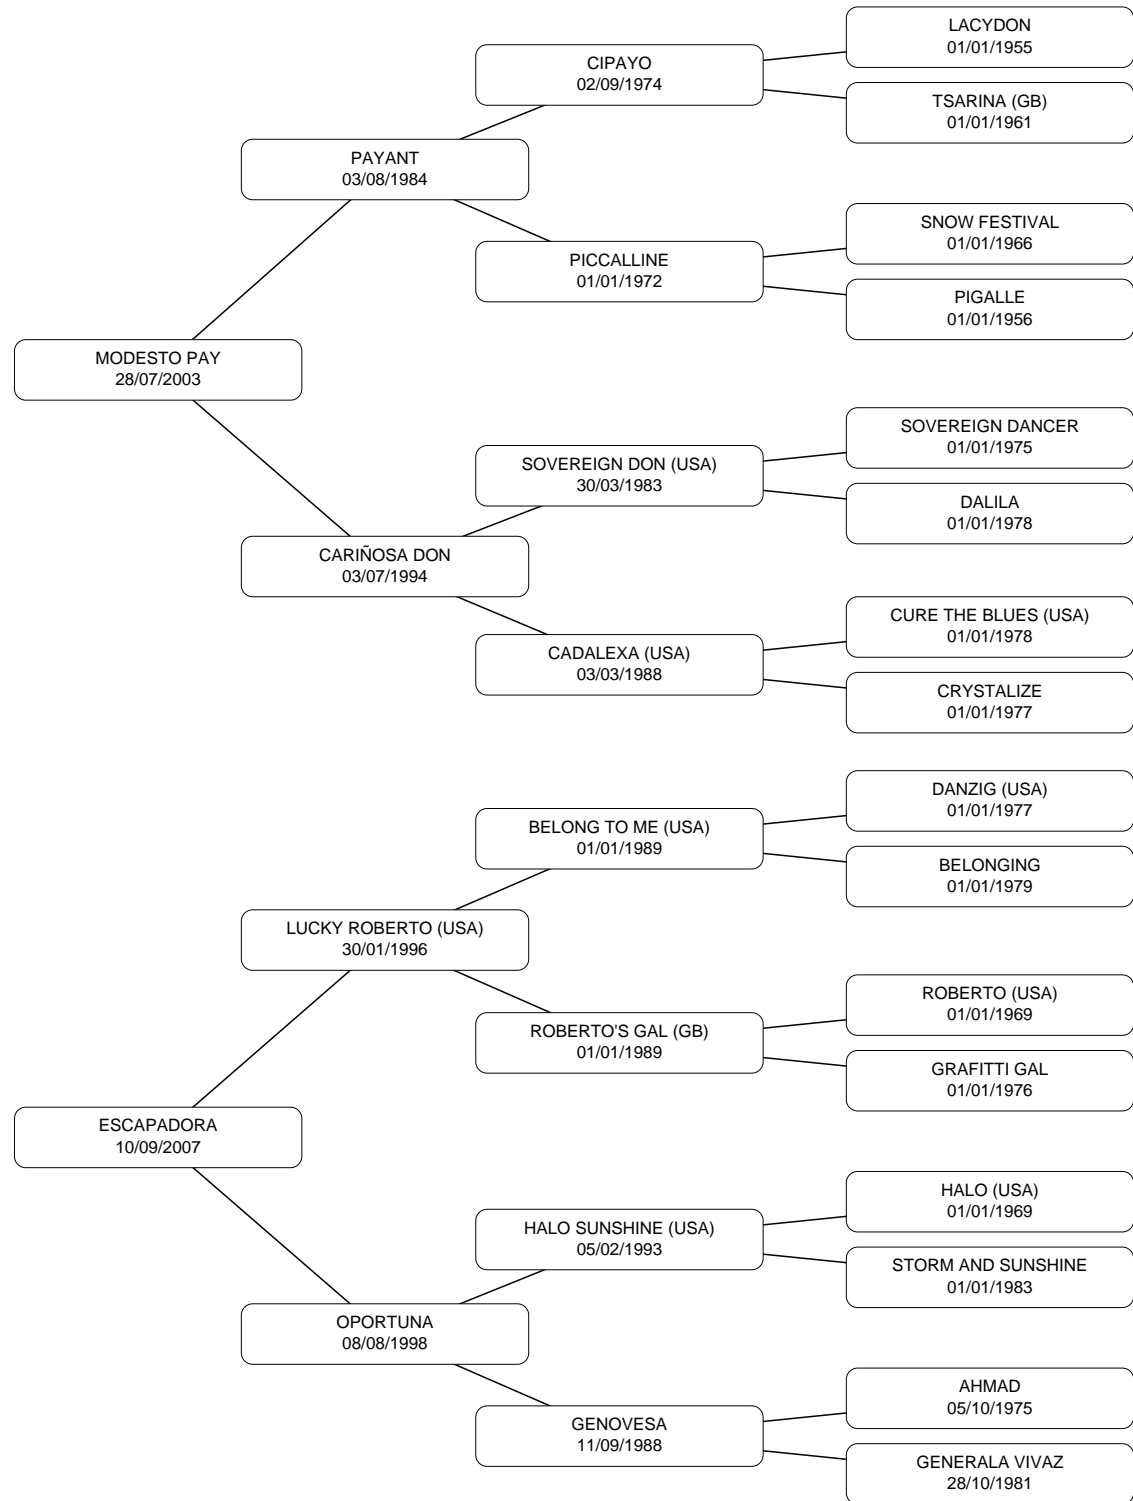 LACYDON
01/01/1955
CIPAYO
02/09/1974
TSARINA (GB)
01/01/1961
PAYANT
03/08/1984
SNOW FESTIVAL
01/01/1966
PICCALLINE
01/01/1972
PIGALLE
01/01/1956
MODESTO PAY
28/07/2003
SOVEREIGN DANCER
01/01/1975
SOVEREIGN DON (USA)
30/03/1983
DALILA
01/01/1978
CARIÑOSA DON
03/07/1994
CURE THE BLUES (USA)
01/01/1978
CADALEXA (USA)
03/03/1988
CRYSTALIZE
01/01/1977
DANZIG (USA)
01/01/1977
BELONG TO ME (USA)
01/01/1989
BELONGING
01/01/1979
LUCKY ROBERTO (USA)
30/01/1996
ROBERTO (USA)
01/01/1969
ROBERTO'S GAL (GB)
01/01/1989
GRAFITTI GAL
01/01/1976
ESCAPADORA
10/09/2007
HALO (USA)
01/01/1969
HALO SUNSHINE (USA)
05/02/1993
STORM AND SUNSHINE
01/01/1983
OPORTUNA
08/08/1998
AHMAD
05/10/1975
GENOVESA
11/09/1988
GENERALA VIVAZ
28/10/1981